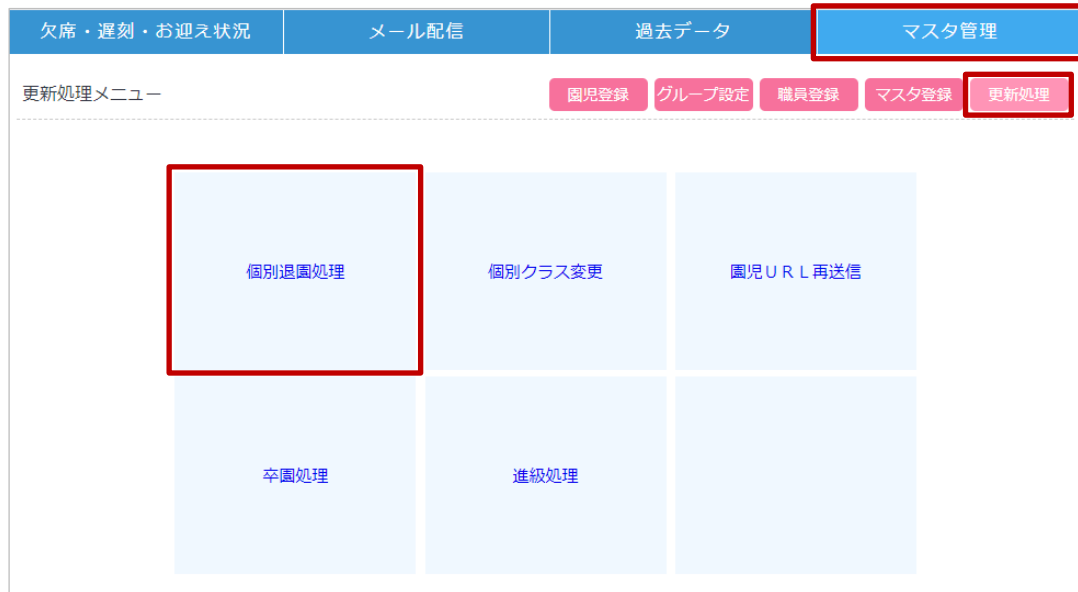 欠席・遅刻・お迎え状況 メール配信 過去データ マスタ管理
更新処理メニュー 園児登録 グループ設定 職員登録 マスタ登録 更新処理
個別退園処理 個別クラス変更 園児ＵＲＬ再送信
卒園処理 進級処理